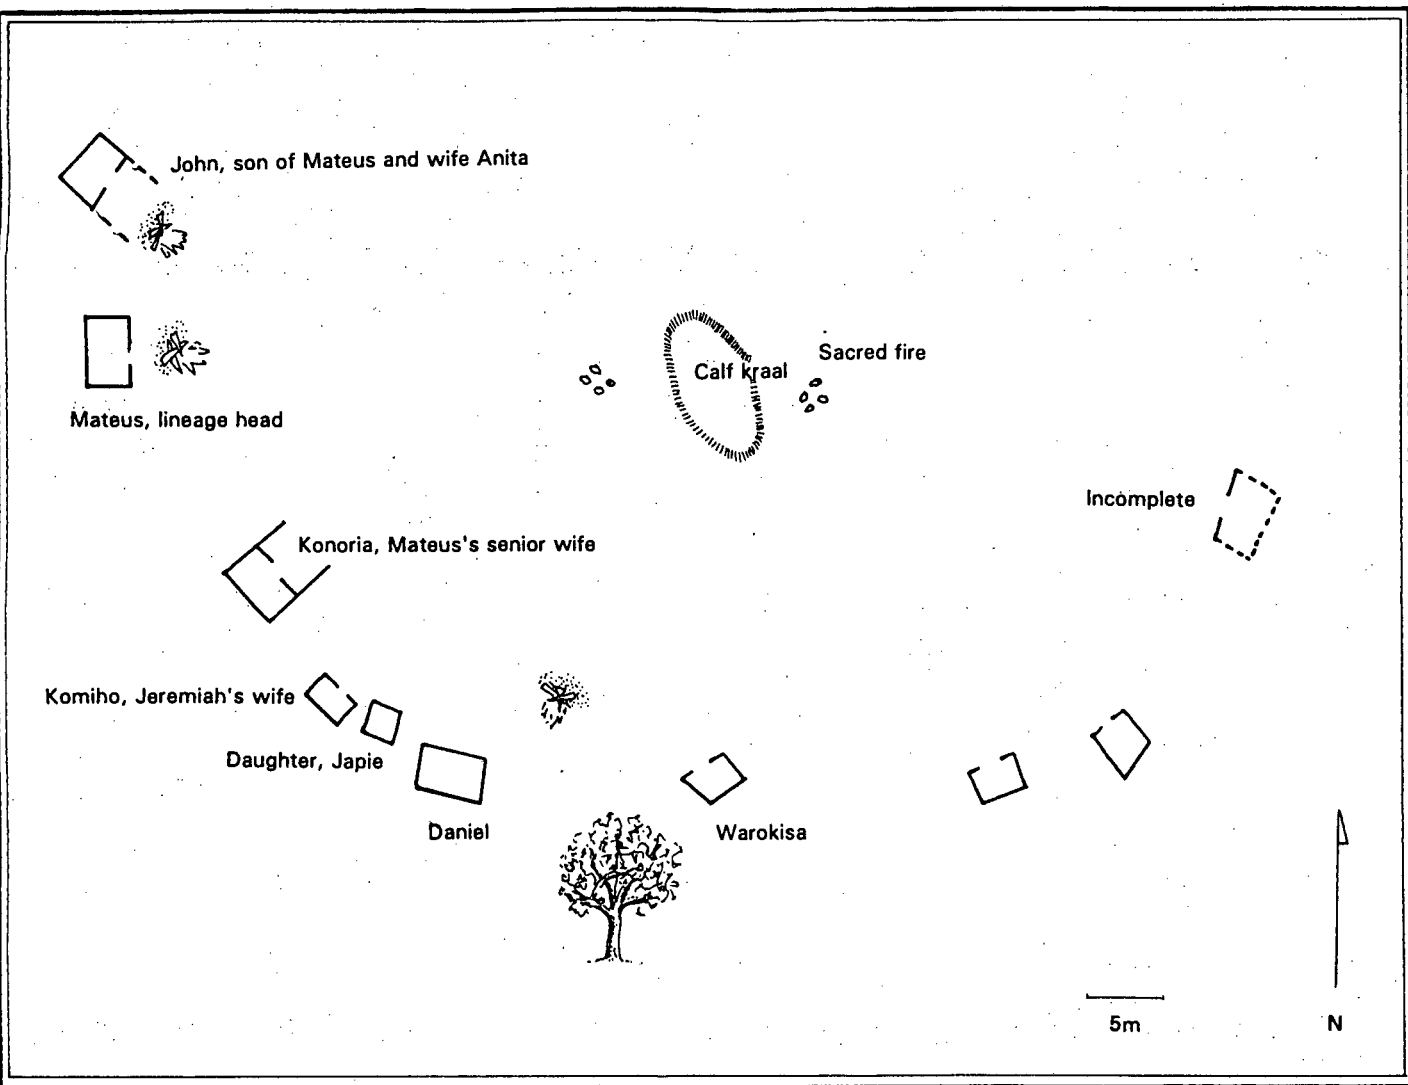 John, son of Mateus and wife Anita
Sacred fire
Calf kraal
Mateus, lineage head
Incomplete
Konoria, Mateus's senior wife
Komiho, Jeremiah's wife
Daughter, Japie
Daniel
Warokisa
5m
N